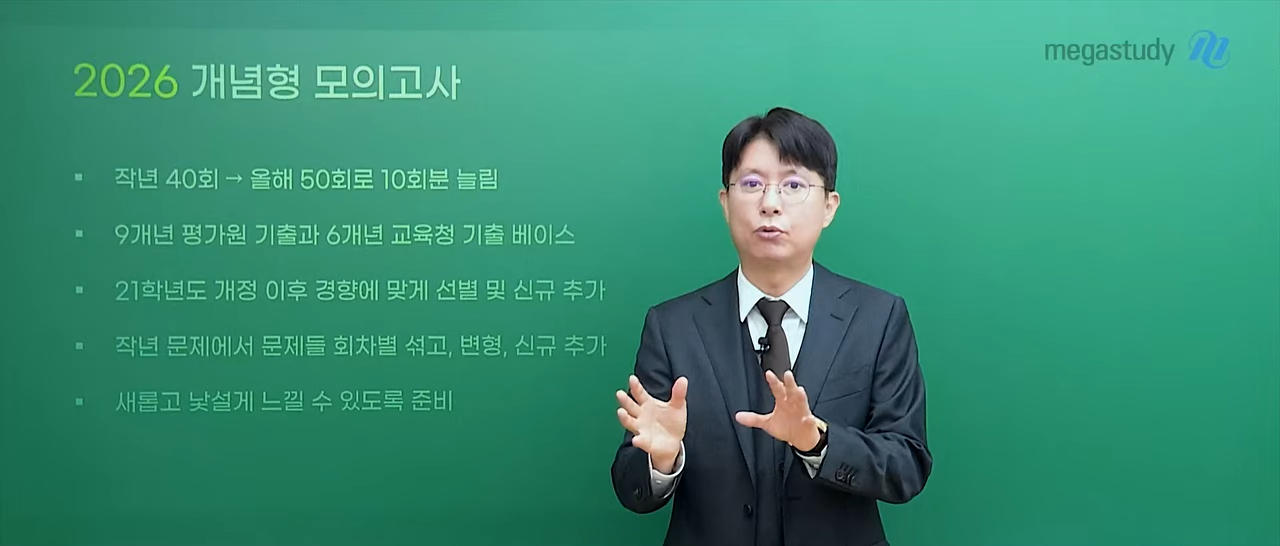 megastudy
2026 개념형 모의고사
작년 40회 → 올해 50회로 10회분 늘림
9개년 평가원 기출과 6개년 교육청 기출 베이스
21학년도 개정 이후 경향에 맞게 선별 및 신규 추가
작년 문제에서 문제들 회차별 섞고, 변형, 신규 추가
새롭고 낯설게 느낄 수 있도록 준비